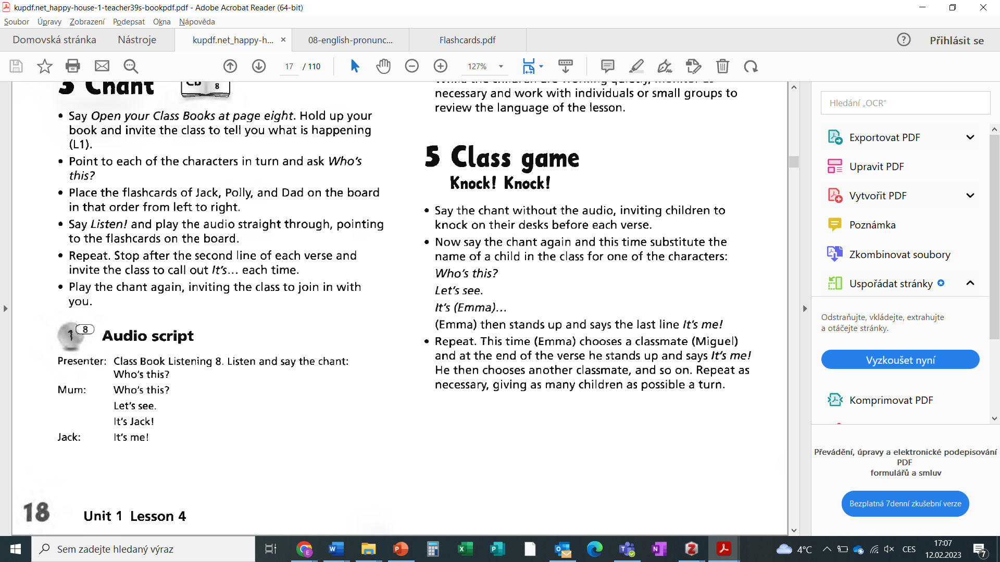 kupdf.net_happy-house-1-teacher39s-bookpdf.pdf - Adobe Acrobat Reader (64-bit)
Soubor Úpravy Zobrazení Podepsat Okna Nápověda
Domovská stránka Nástroje kupdf.net_happy-h... 08-english-pronunc... Flashcards.pdf Přihlásit se
17 / 110 127%
3 Chant
CB 8
• Say Open your Class Books at page eight. Hold up your
book and invite the class to tell you what is happening
(L1).
• Point to each of the characters in turn and ask Who's
this?
• Place the flashcards of Jack, Polly, and Dad on the board
in that order from left to right.
• Say Listen! and play the audio straight through, pointing
to the flashcards on the board.
• Repeat. Stop after the second line of each verse and
invite the class to call out It's... each time.
• Play the chant again, inviting the class to join in with
you.
1 8 Audio script
Presenter: Class Book Listening 8. Listen and say the chant:
Who's this?
Mum: Who's this?
Let's see.
It's Jack!
Jack: It's me!
18 Unit 1 Lesson 4
While the children are working quietly, monitor as
necessary and work with individuals or small groups to
review the language of the lesson.
5 Class game
Knock! Knock!
• Say the chant without the audio, inviting children to
knock on their desks before each verse.
• Now say the chant again and this time substitute the
name of a child in the class for one of the characters:
Who's this?
Let's see.
It's (Emma)...
(Emma) then stands up and says the last line It's me!
• Repeat. This time (Emma) chooses a classmate (Miguel)
and at the end of the verse he stands up and says It's me!
He then chooses another classmate, and so on. Repeat as
necessary, giving as many children as possible a turn.
Hledání „OCR“
Exportovat PDF
Upravit PDF
Vytvořit PDF
Poznámka
Zkombinovat soubory
Uspořádat stránky
Odstraňujte, vkládejte, extrahujte
a otáčejte stránky.
Vyzkoušet nyní
Komprimovat PDF
Převádění, úpravy a elektronické podepisování
PDF
formulářů a smluv
Bezplatná 7denní zkušební verze
Sem zadejte hledaný výraz
4°C CES
17:07
12.02.2023
7